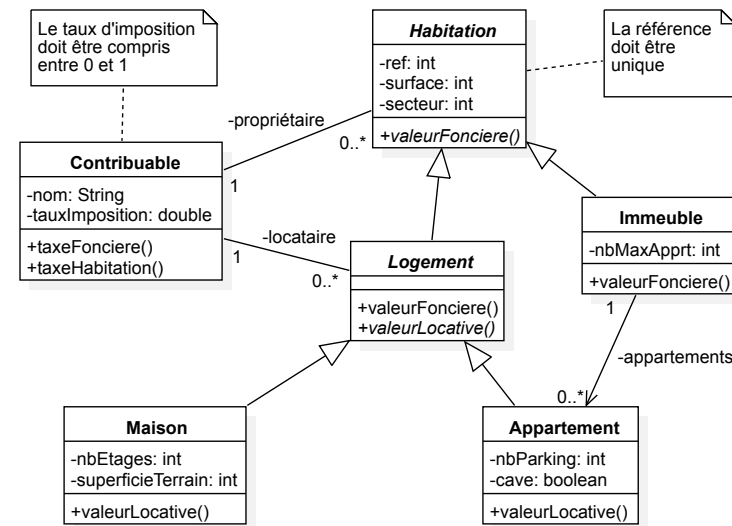 Le taux d'imposition
doit être compris
entre 0 et 1
Habitation
-ref: int
-surface: int
-secteur: int
+valeurFonciere()
La référence
doit être
unique
-propriétaire
0..*
1
Contribuable
-nom: String
-tauxImposition: double
+taxeFonciere()
+taxeHabitation()
-locataire
1
0..*
Logement
+valeurFonciere()
+valeurLocative()
Immeuble
-nbMaxApprt: int
+valeurFonciere()
1
-appartements
0..*
Maison
-nbEtages: int
-superficieTerrain: int
+valeurLocative()
Appartement
-nbParking: int
-cave: boolean
+valeurLocative()